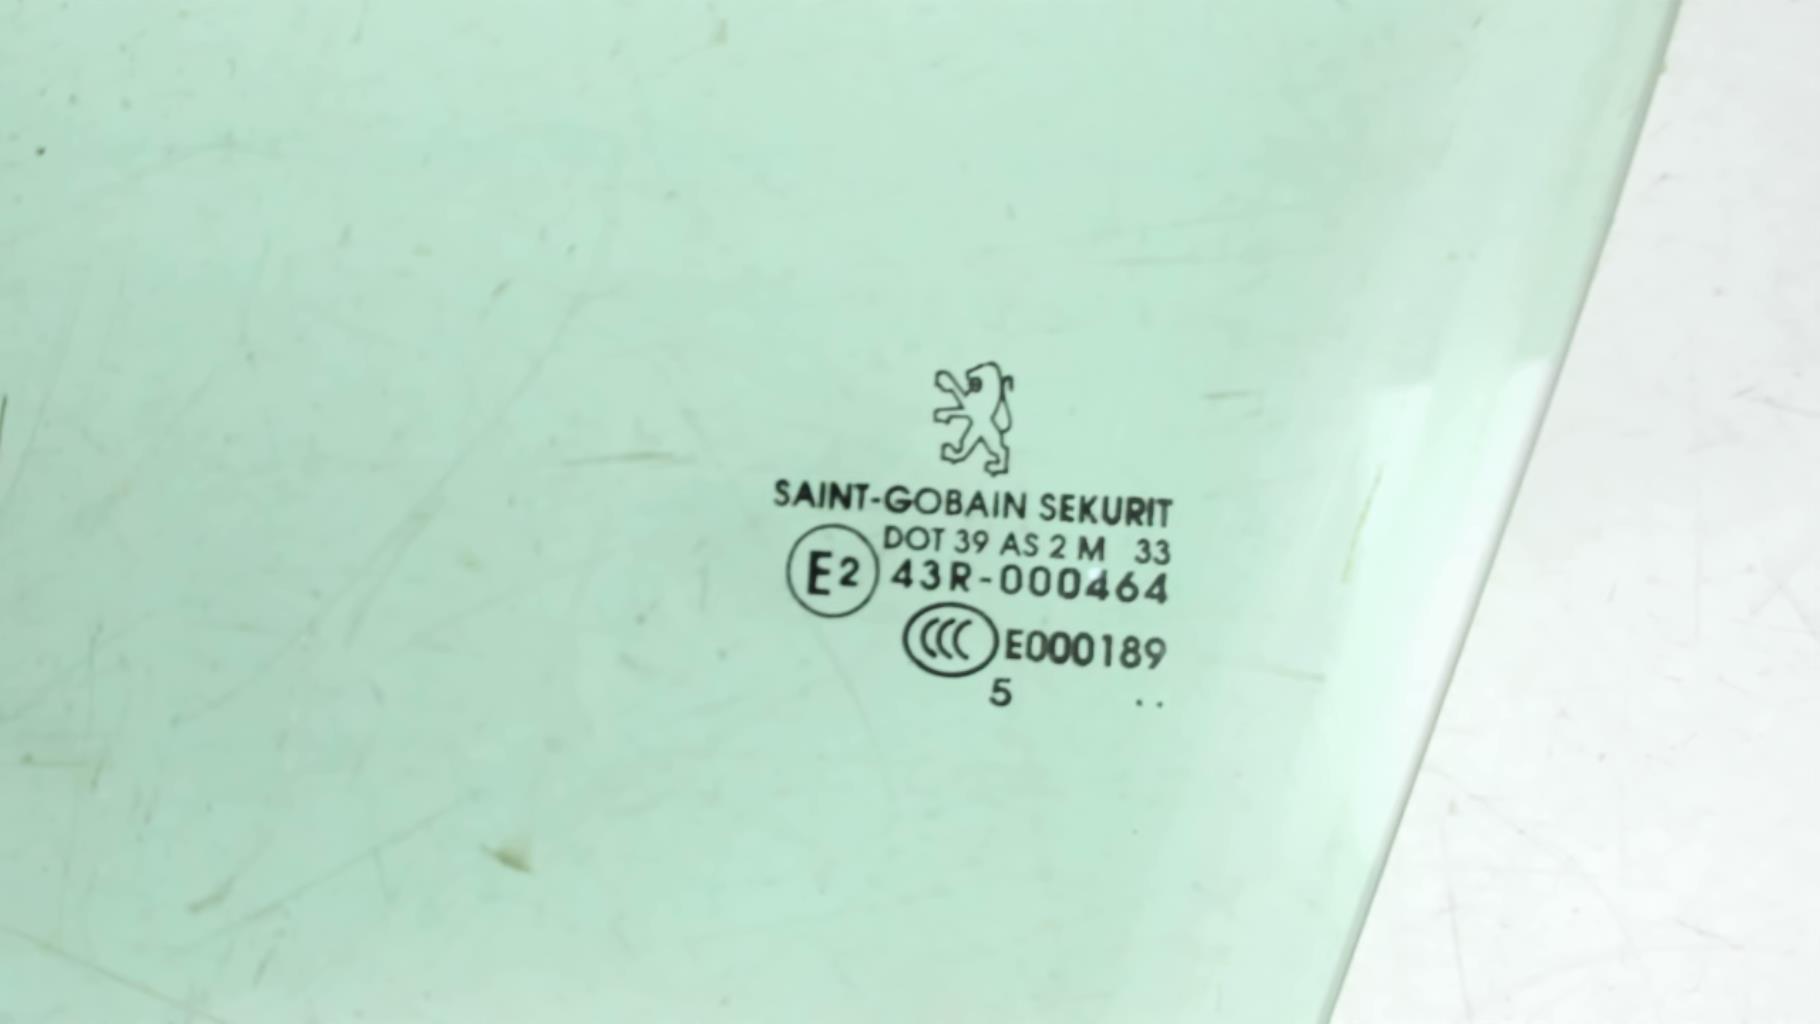 SAINT-GOBAIN SEKURIT
DOT 39 AS 2 M 33
E2 43R-000464
CCC E000189
5 ..